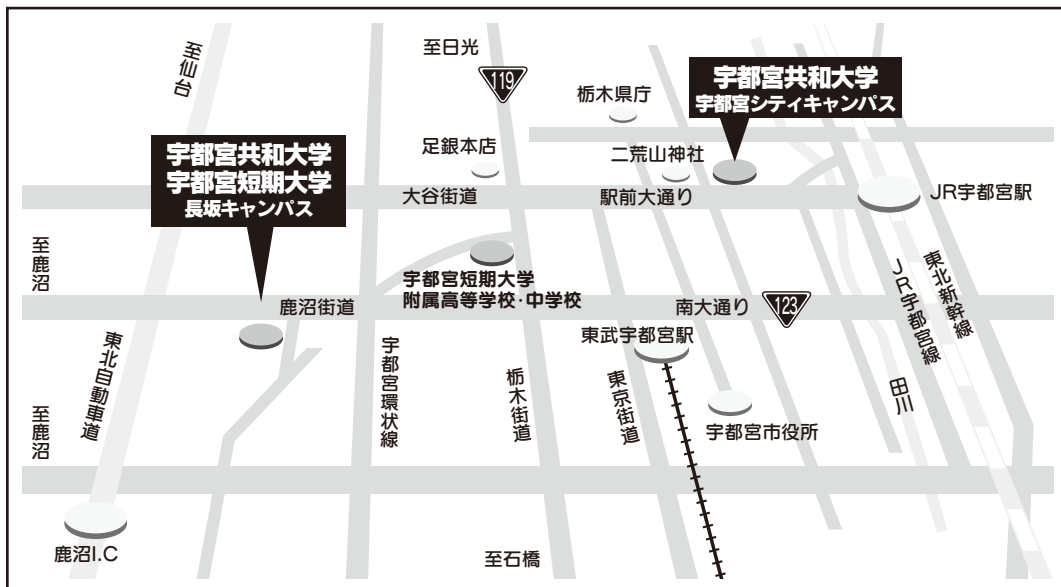 至仙台
至日光
119
宇都宮共和大学
宇都宮シティキャンパス
栃木県庁
宇都宮共和大学
宇都宮短期大学
長坂キャンパス
足銀本店
二荒山神社
大谷街道
駅前大通り
JR宇都宮駅
至鹿沼
宇都宮短期大学
附属高等学校･中学校
鹿沼街道
南大通り
123
東北新幹線
JR宇都宮線
東武宇都宮駅
東北自動車道
宇都宮環状線
栃木街道
東京街道
田川
至鹿沼
宇都宮市役所
鹿沼I.C
至石橋